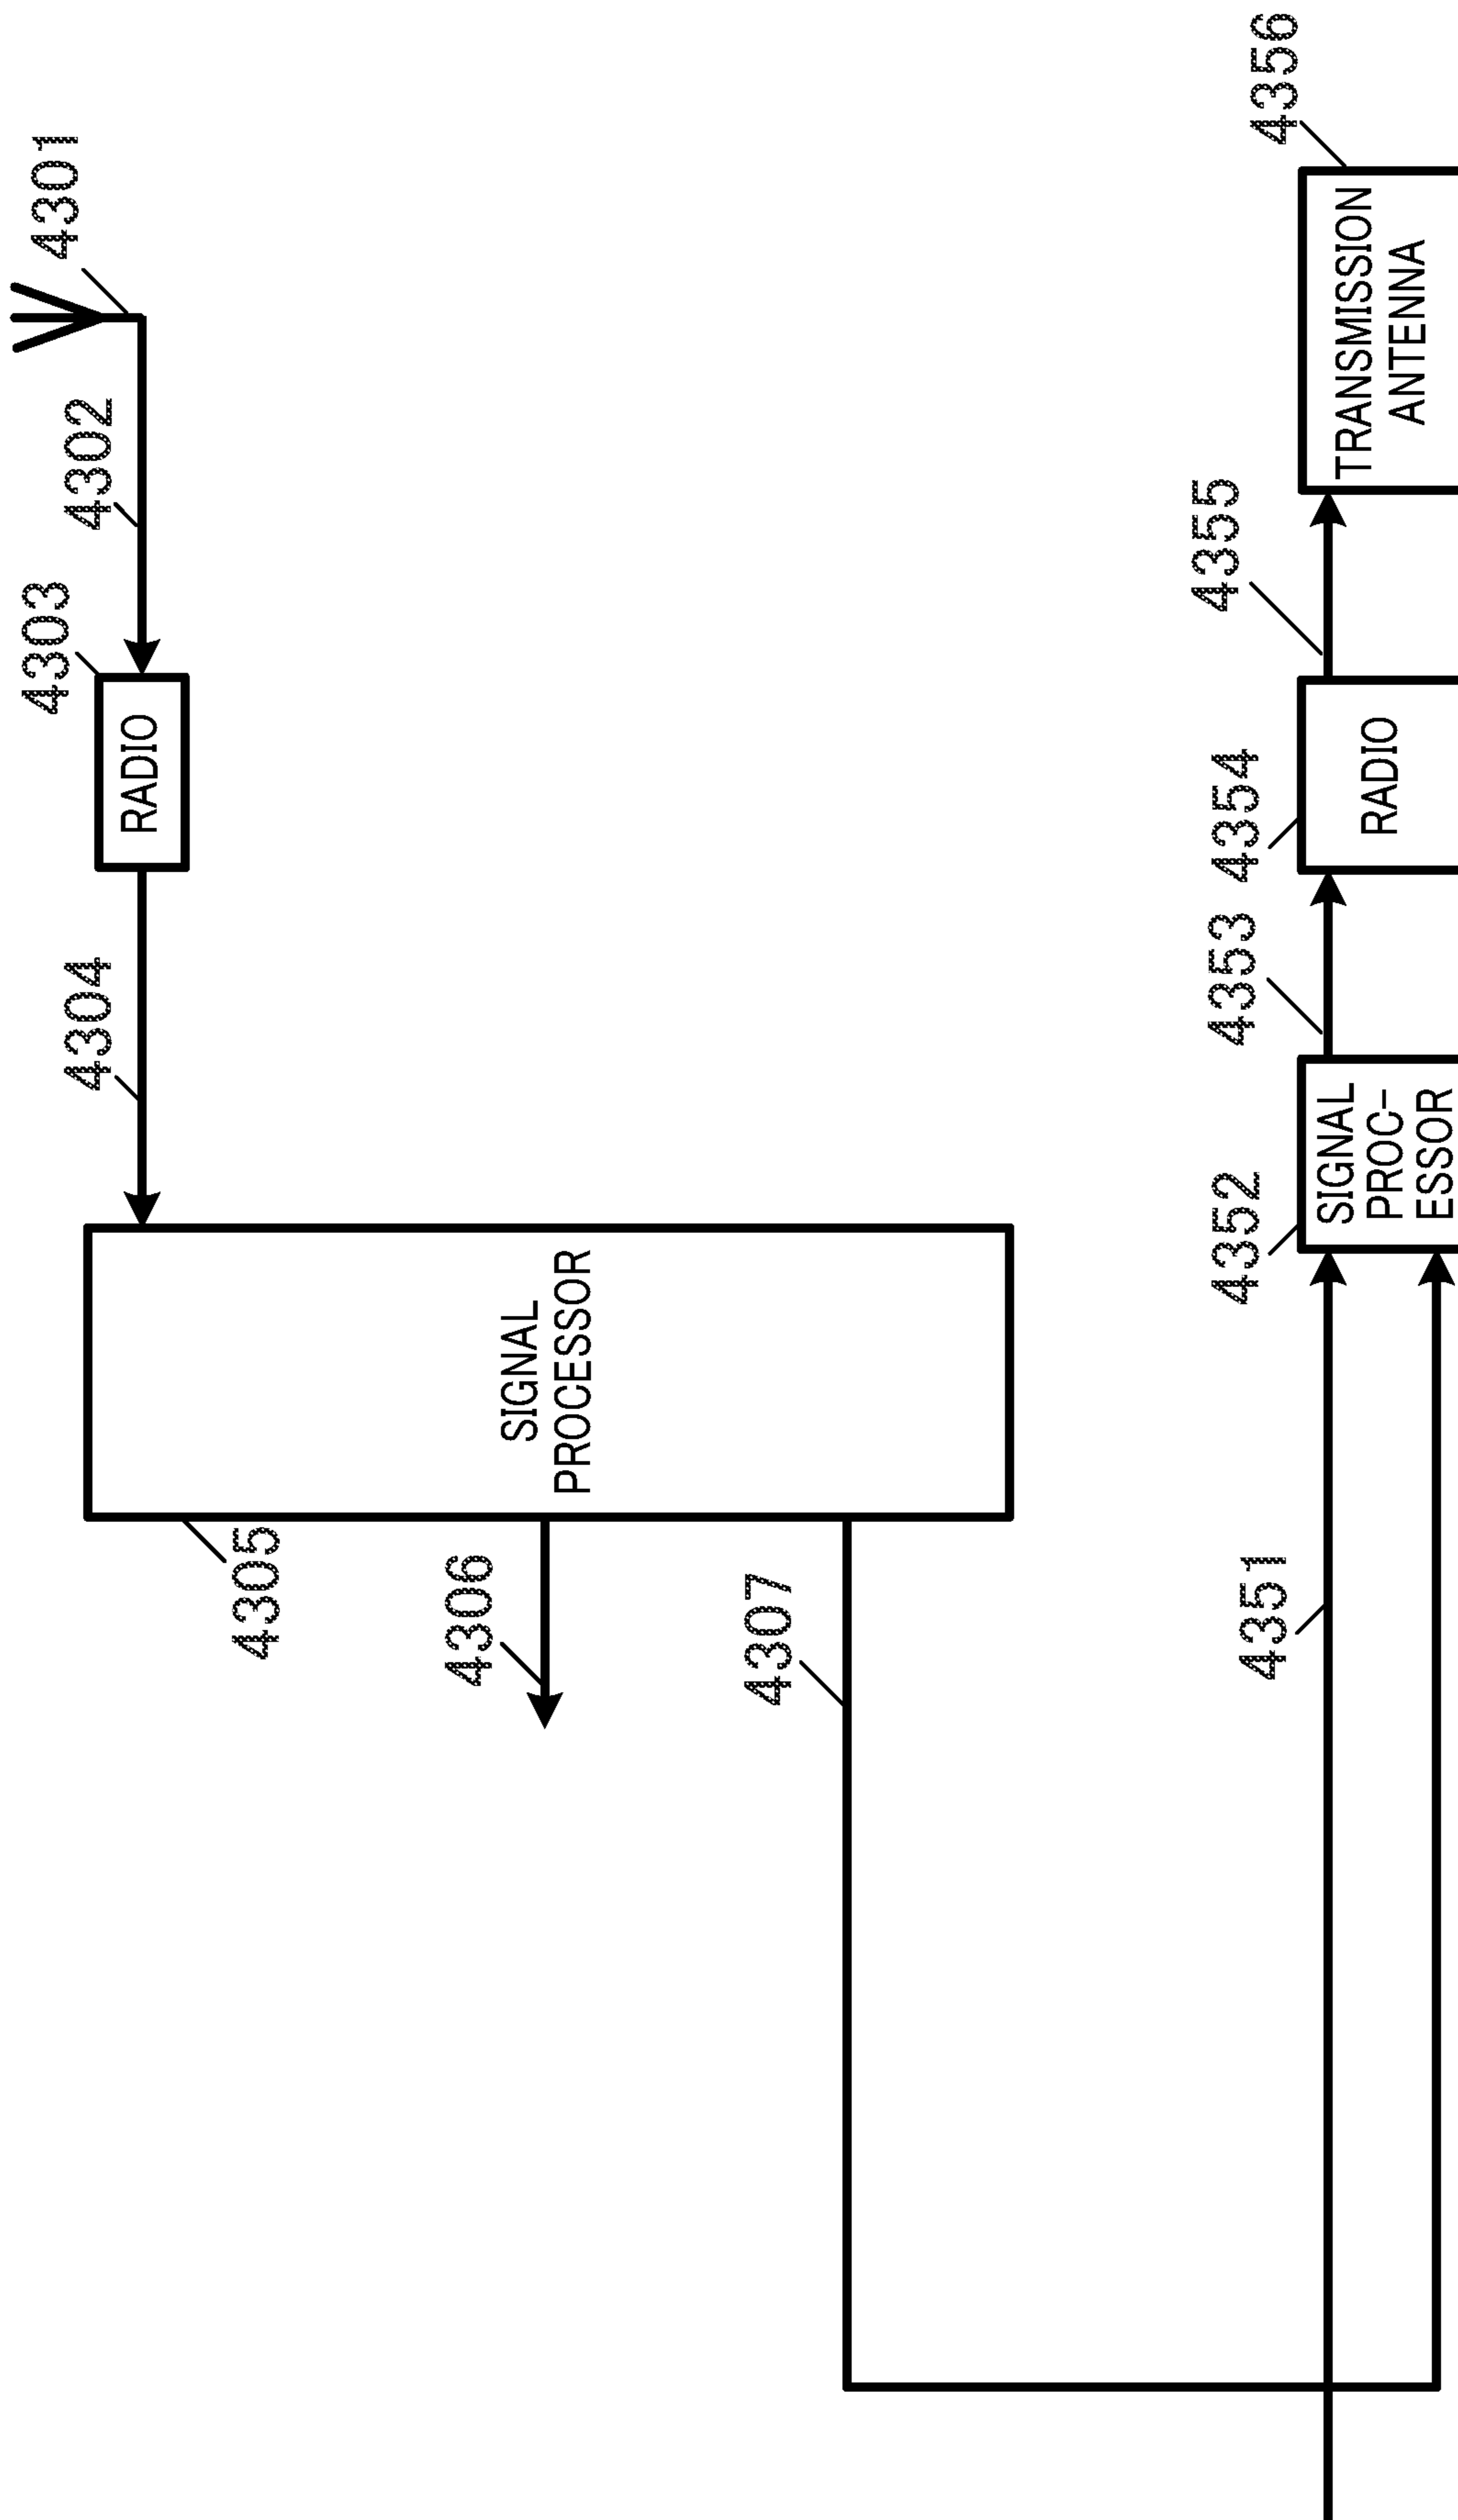 4301
4302
4303
RADIO
4304
SIGNAL
PROCESSOR
4305
4306
4307
4351
4352
SIGNAL
PROC-
ESSOR
4353
4354
RADIO
4355
TRANSMISSION
ANTENNA
4356